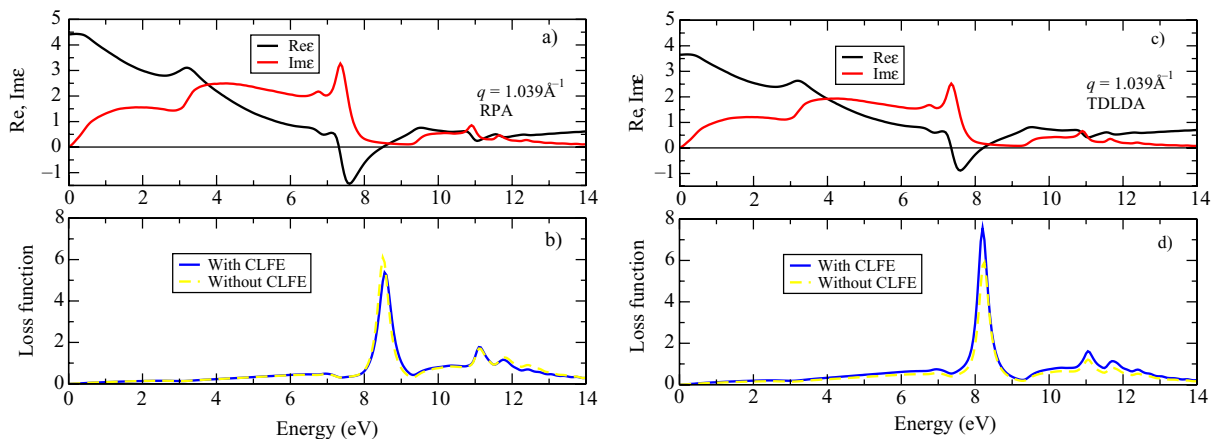 5
4
3
2
1
0
−1
Re, Imε
a)
Reε
Imε
q = 1.039Å⁻¹
RPA
0 2 4 6 8 10 12 14
8
6
4
2
0
Loss function
b)
With CLFE
Without CLFE
0 2 4 6 8 10 12 14
Energy (eV)
5
4
3
2
1
0
−1
Re, Imε
c)
Reε
Imε
q = 1.039Å⁻¹
TDLDA
0 2 4 6 8 10 12 14
8
6
4
2
0
Loss function
d)
With CLFE
Without CLFE
0 2 4 6 8 10 12 14
Energy (eV)